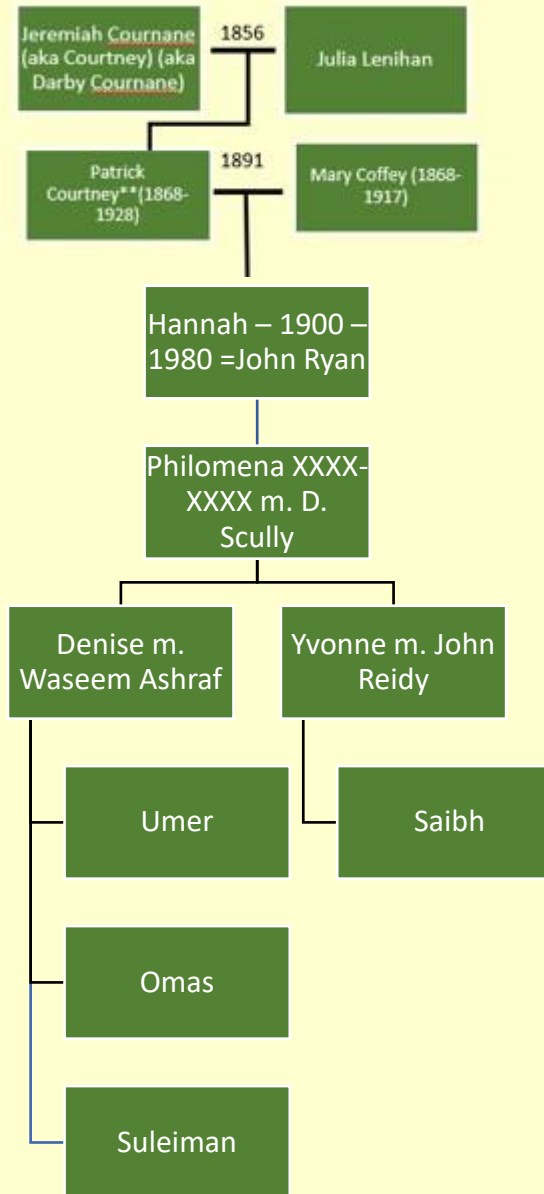 Jeremiah Cournane
(aka Courtney) (aka
Darby Cournane)
1856
Julia Lenihan
Patrick
Courtney**(1868-
1928)
1891
Mary Coffey (1868-
1917)
Hannah – 1900 –
1980 =John Ryan
Philomena XXXX-
XXXX m. D.
Scully
Denise m.
Waseem Ashraf
Yvonne m. John
Reidy
Umer
Saibh
Omas
Suleiman